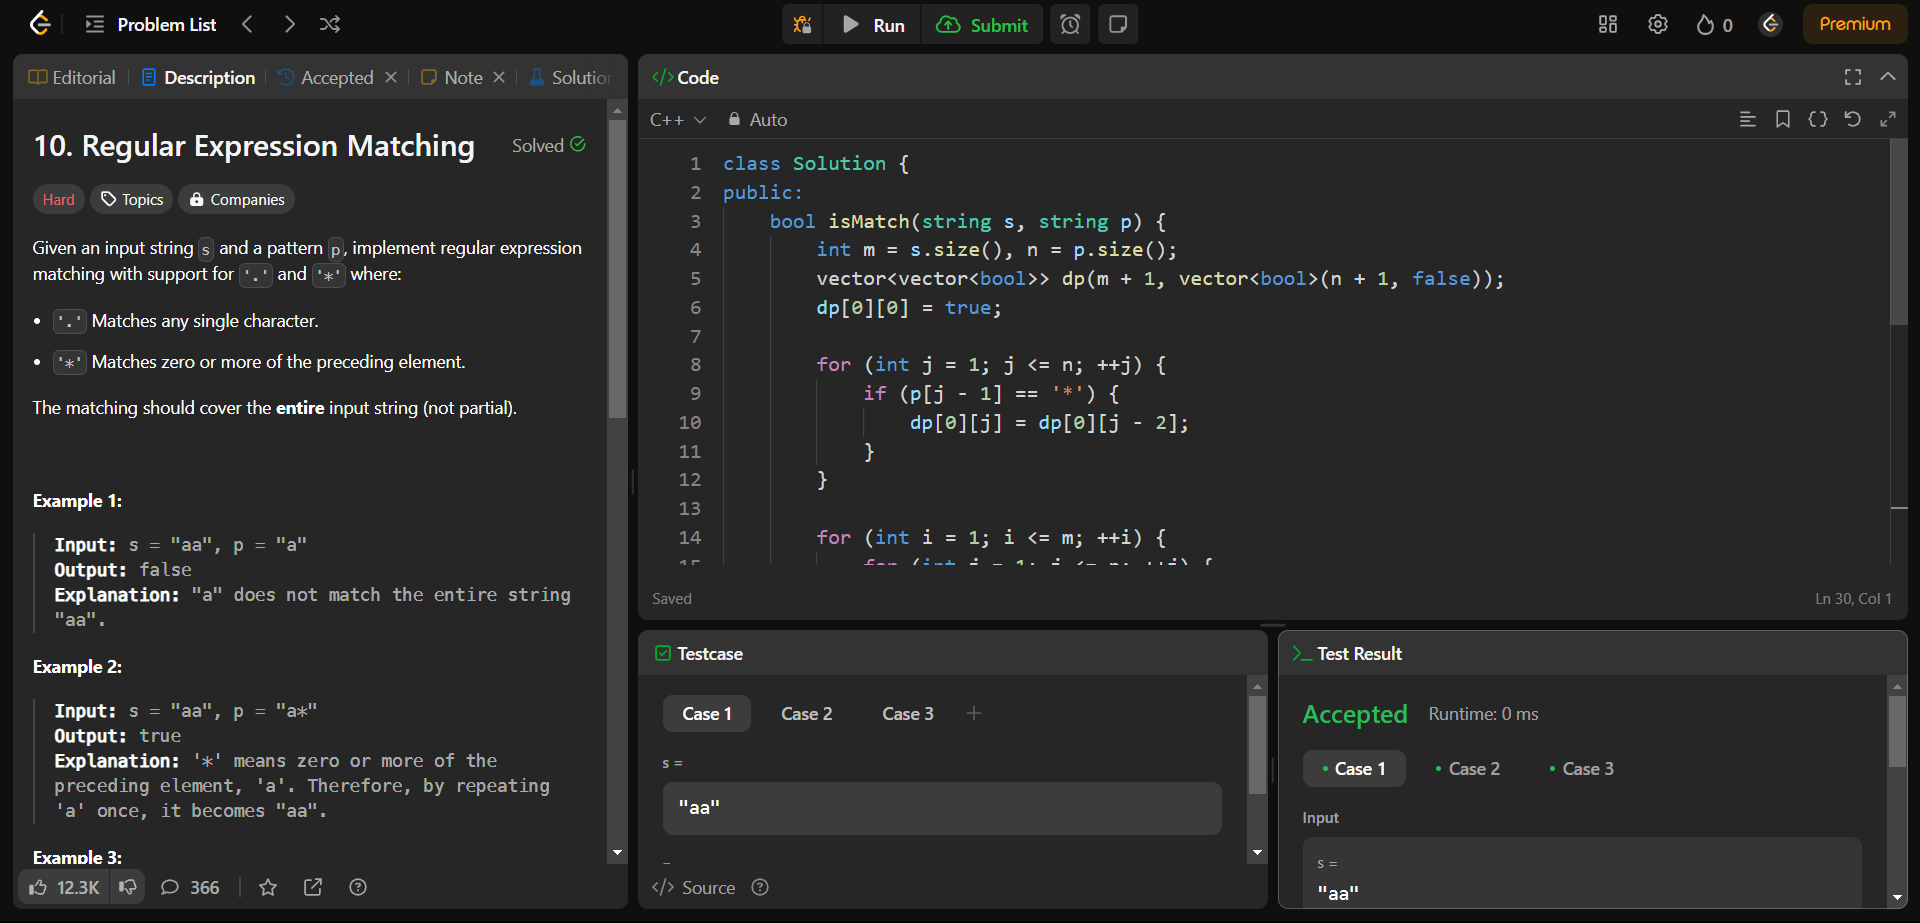 Problem List
Run
Submit
0
Premium
Editorial
Description
Accepted
Note
Solution
10. Regular Expression Matching
Solved
Hard
Topics
Companies
Given an input string s and a pattern p, implement regular expression
matching with support for '.' and '*' where:
• '.' Matches any single character.
• '*' Matches zero or more of the preceding element.
The matching should cover the entire input string (not partial).
Example 1:
Input: s = "aa", p = "a"
Output: false
Explanation: "a" does not match the entire string
"aa".
Example 2:
Input: s = "aa", p = "a*"
Output: true
Explanation: '*' means zero or more of the
preceding element, 'a'. Therefore, by repeating
'a' once, it becomes "aa".
Example 3:
12.3K
366
</> Code
C++
Auto
1 class Solution {
2 public:
3 bool isMatch(string s, string p) {
4 int m = s.size(), n = p.size();
5 vector<vector<bool>> dp(m + 1, vector<bool>(n + 1, false));
6 dp[0][0] = true;
7
8 for (int j = 1; j <= n; ++j) {
9 if (p[j - 1] == '*') {
10 dp[0][j] = dp[0][j - 2];
11 }
12 }
13
14 for (int i = 1; i <= m; ++i) {
15 for (int j = 1; j <= n; ++j) {
Saved
Ln 30, Col 1
Testcase
Case 1
Case 2
Case 3
+
s =
"aa"
</> Source
>_ Test Result
Accepted
Runtime: 0 ms
• Case 1
• Case 2
• Case 3
Input
s =
"aa"